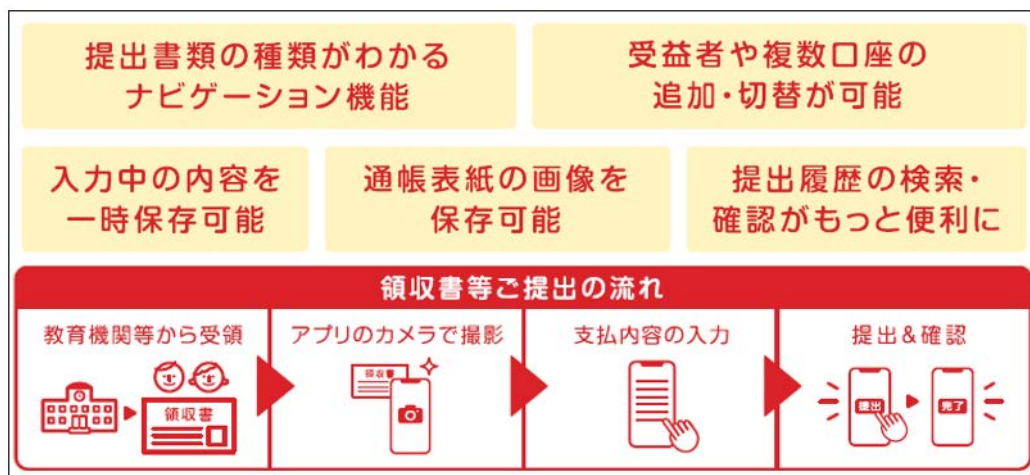 提出書類の種類がわかる
ナビゲーション機能
受益者や複数口座の
追加・切替が可能
入力中の内容を
一時保存可能
通帳表紙の画像を
保存可能
提出履歴の検索・
確認がもっと便利に
領収書等ご提出の流れ
教育機関等から受領
領収書
アプリのカメラで撮影
領収書
支払内容の入力
提出&確認
提出
完了